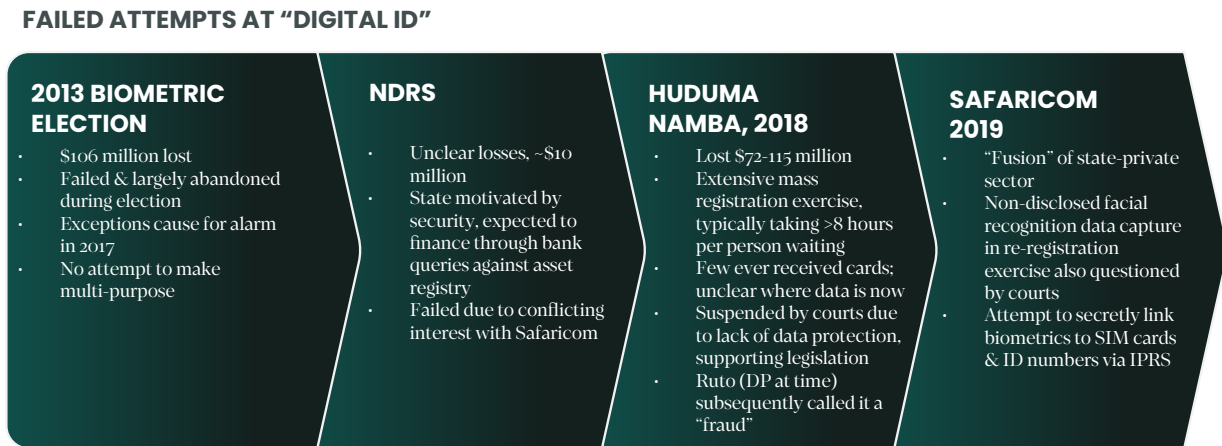 FAILED ATTEMPTS AT “DIGITAL ID”
2013 BIOMETRIC
ELECTION
· $106 million lost
· Failed & largely abandoned
during election
· Exceptions cause for alarm
in 2017
· No attempt to make
multi-purpose
NDRS
· Unclear losses, ~$10
million
· State motivated by
security, expected to
finance through bank
queries against asset
registry
· Failed due to conflicting
interest with Safaricom
HUDUMA
NAMBA, 2018
· Lost $72-115 million
· Extensive mass
registration exercise,
typically taking >8 hours
per person waiting
· Few ever received cards;
unclear where data is now
· Suspended by courts due
to lack of data protection,
supporting legislation
· Ruto (DP at time)
subsequently called it a
“fraud”
SAFARICOM
2019
· “Fusion” of state-private
sector
· Non-disclosed facial
recognition data capture
in re-registration
exercise also questioned
by courts
· Attempt to secretly link
biometrics to SIM cards
& ID numbers via IPRS